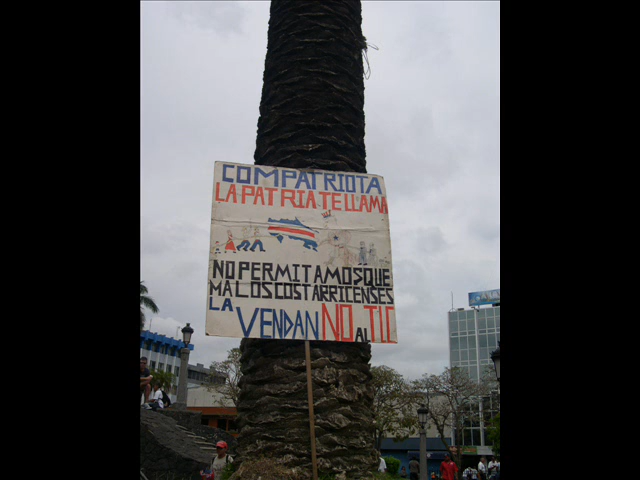 COMPATRIOTA
LA PATRIA TE LLAMA
NO PERMITAMOS QUE
MALOS COSTARRICENSES
LA VENDAN NO AL TLC